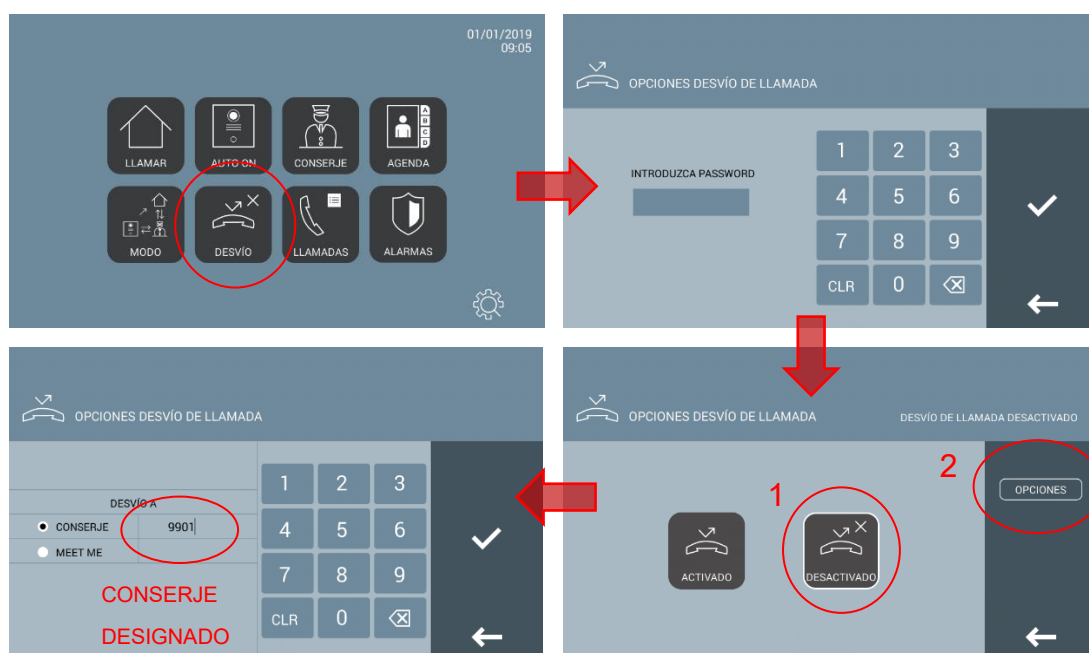 01/01/2019
09:05
LLAMAR
AUTO ON
CONSERJE
A
B
C
D
AGENDA
MODO
DESVÍO
LLAMADAS
ALARMAS
OPCIONES DESVÍO DE LLAMADA
INTRODUZCA PASSWORD
1 2 3
4 5 6
7 8 9
CLR 0
OPCIONES DESVÍO DE LLAMADA
DESVÍO A
CONSERJE 9901
MEET ME
CONSERJE
DESIGNADO
1 2 3
4 5 6
7 8 9
CLR 0
OPCIONES DESVÍO DE LLAMADA DESVÍO DE LLAMADA DESACTIVADO
2
OPCIONES
1
ACTIVADO
DESACTIVADO